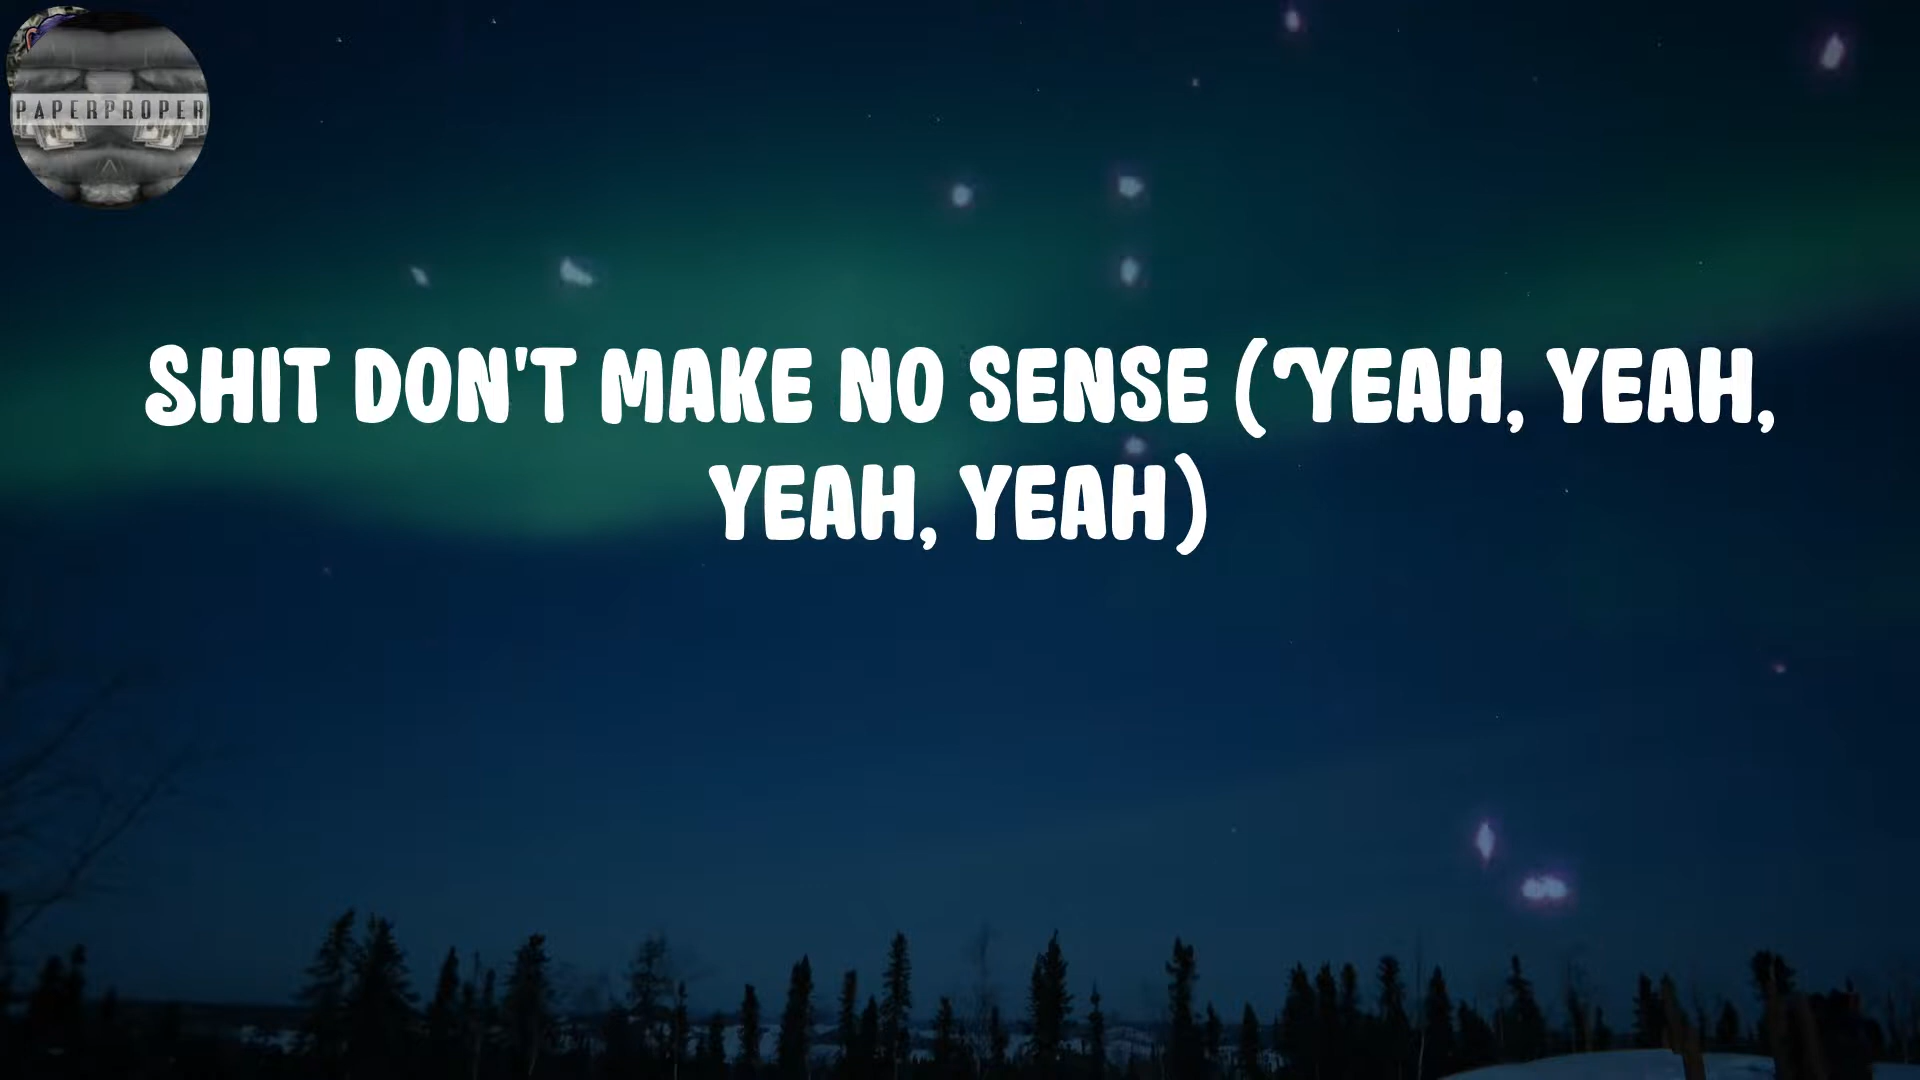 PAPERPROPER
SHIT DON'T MAKE NO SENSE (YEAH, YEAH,
YEAH, YEAH)